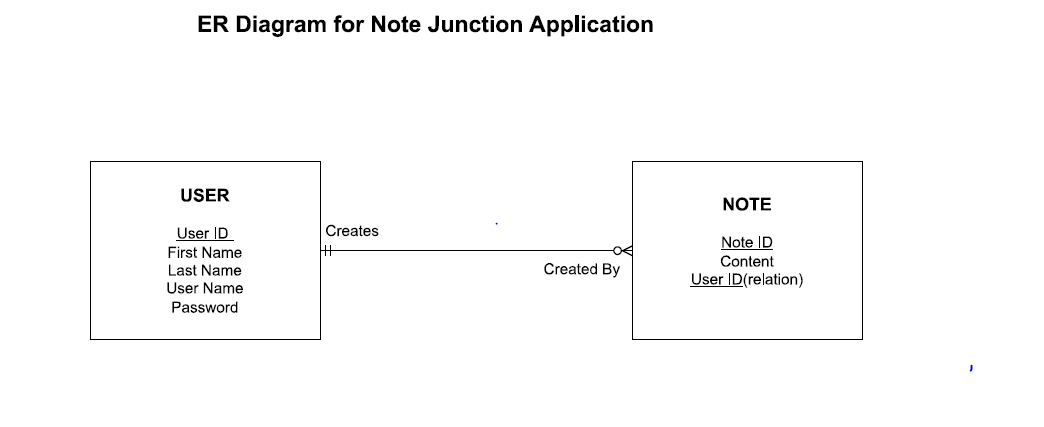 ER Diagram for Note Junction Application
USER
User ID
First Name
Last Name
User Name
Password
Creates
Created By
NOTE
Note ID
Content
User ID(relation)